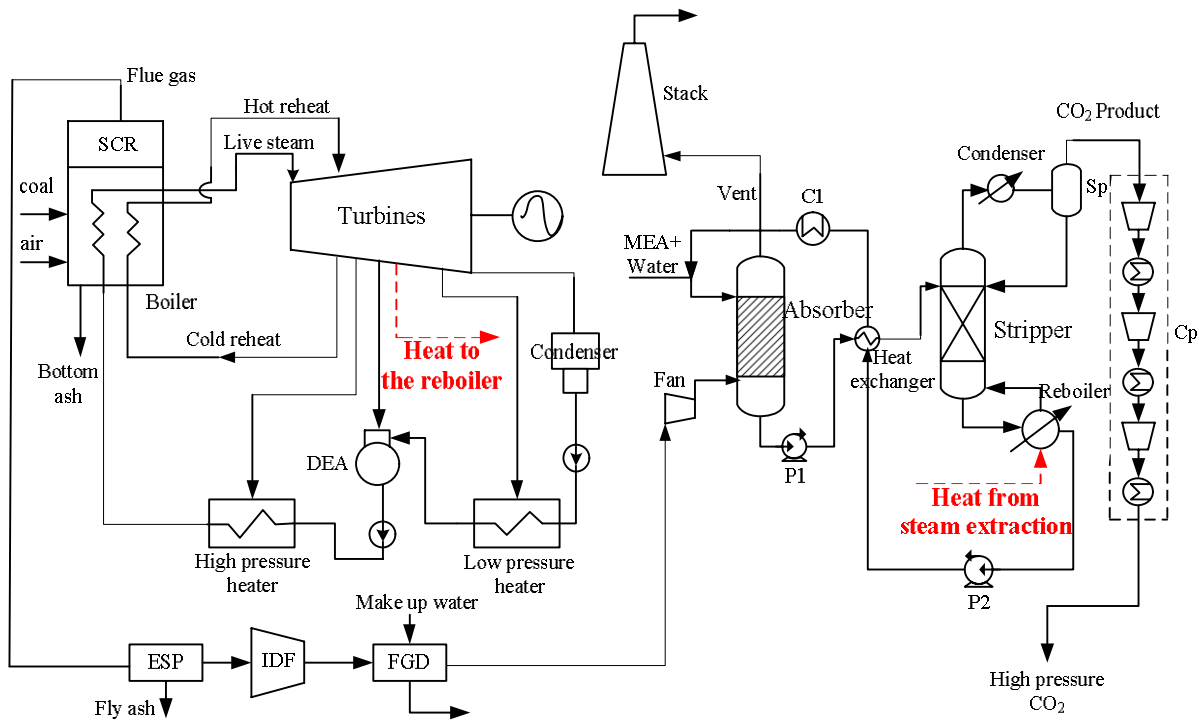 Flue gas
SCR
Hot reheat
Live steam
coal
air
Boiler
Bottom
ash
Cold reheat
Turbines
Heat to
the reboiler
Condenser
DEA
High pressure
heater
Low pressure
heater
Make up water
ESP
IDF
FGD
Fly ash
Stack
Vent
C1
MEA+
Water
Absorber
Fan
P1
Heat
exchanger
CO2 Product
Condenser
Sp
Stripper
Reboiler
Cp
Heat from
steam extraction
P2
High pressure
CO2